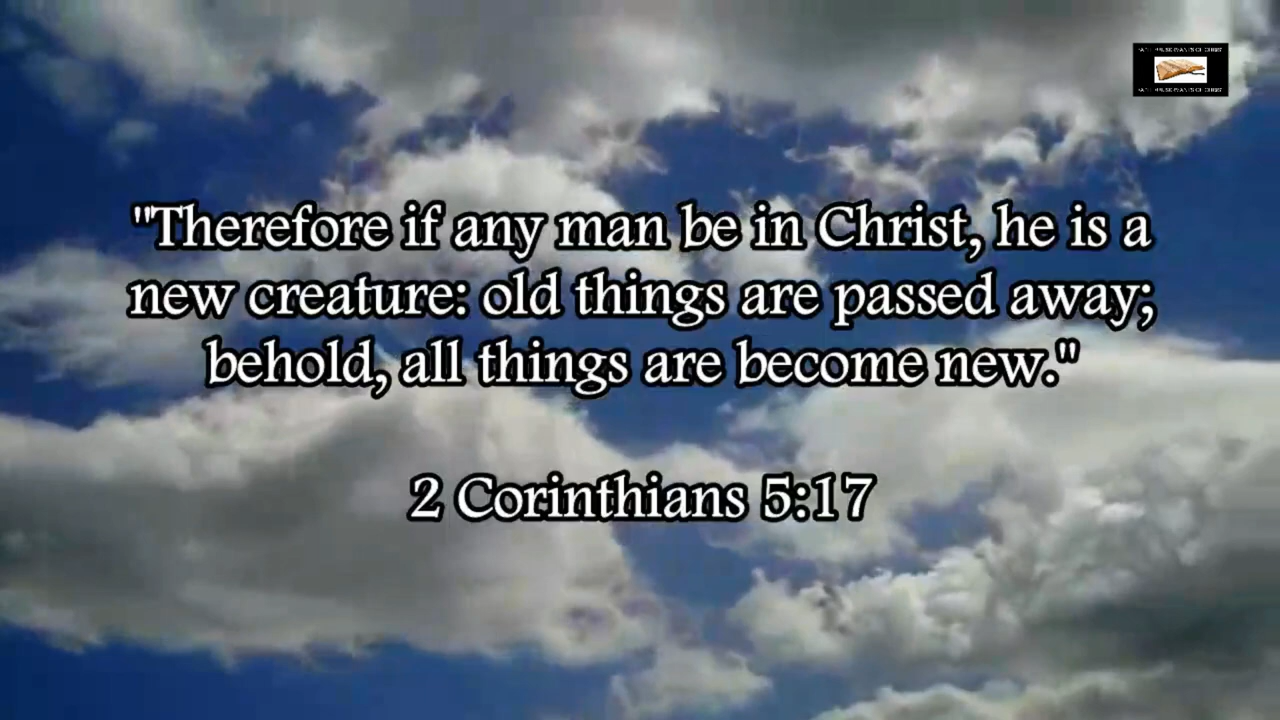 "Therefore if any man be in Christ, he is a
new creature: old things are passed away;
behold, all things are become new."
2 Corinthians 5:17